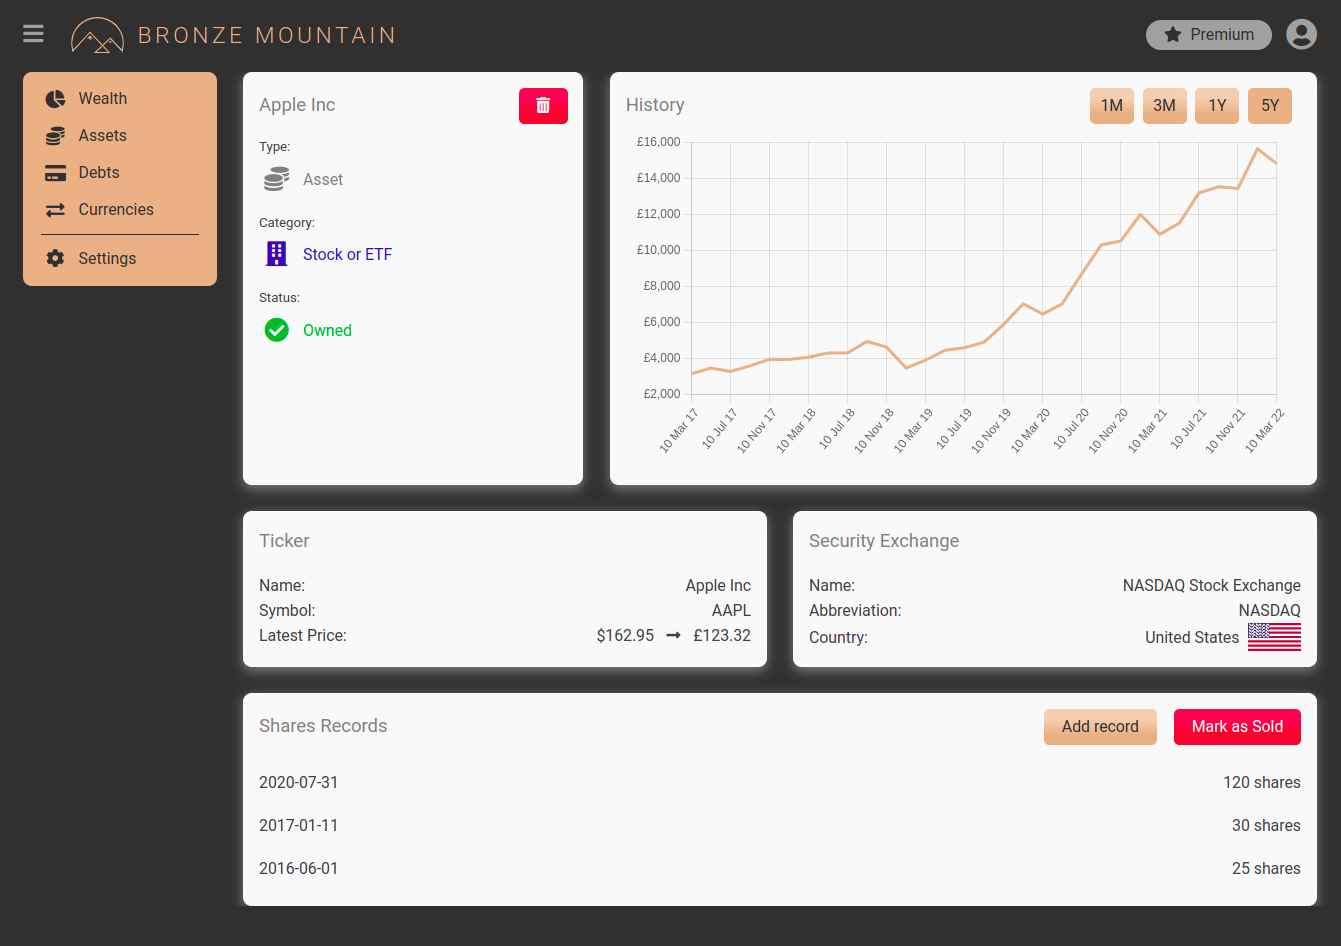 BRONZE MOUNTAIN
Premium
Wealth
Assets
Debts
Currencies
Settings
Apple Inc
Type:
Asset
Category:
Stock or ETF
Status:
Owned
History
1M 3M 1Y 5Y
£16,000
£14,000
£12,000
£10,000
£8,000
£6,000
£4,000
£2,000
10 Mar 17
10 Jul 17
10 Nov 17
10 Mar 18
10 Jul 18
10 Nov 18
10 Mar 19
10 Jul 19
10 Nov 19
10 Mar 20
10 Jul 20
10 Nov 20
10 Mar 21
10 Jul 21
10 Nov 21
10 Mar 22
Ticker
Name: Apple Inc
Symbol: AAPL
Latest Price: $162.95 → £123.32
Security Exchange
Name: NASDAQ Stock Exchange
Abbreviation: NASDAQ
Country: United States
Shares Records
Add record
Mark as Sold
2020-07-31 120 shares
2017-01-11 30 shares
2016-06-01 25 shares